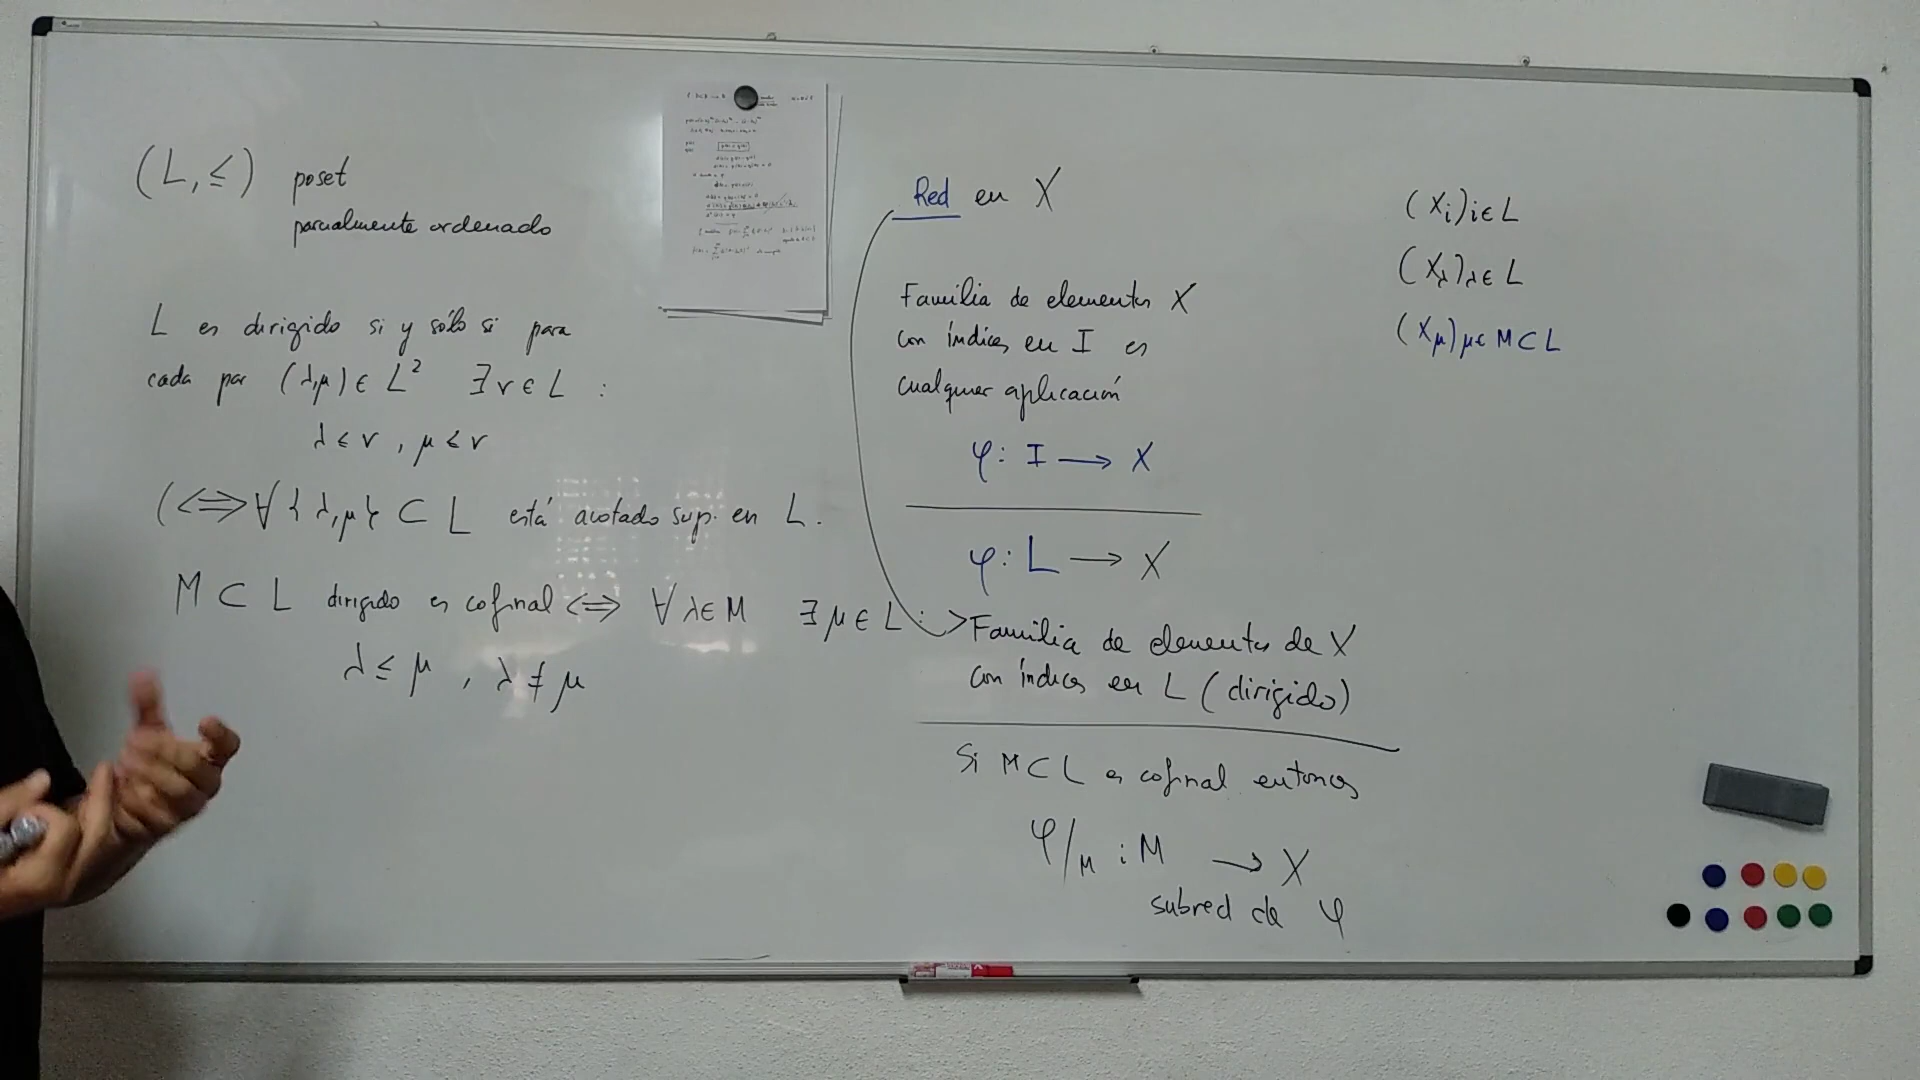 (L, ≤) poset
parcialmente ordenado
L es dirigido si y sólo si para
cada par (λ,μ) ∈ L² ∃ν ∈ L :
λ ≤ ν , μ ≤ ν
(⟺ ∀ {λ,μ} ⊂ L está acotado sup. en L.
M ⊂ L dirigido es cofinal ⟺ ∀ λ∈M ∃ μ ∈ L :
λ ≤ μ , λ ≠ μ
Red en X
Familia de elementos X
con índices en I es
cualquier aplicación
φ: I ⟶ X
φ: L ⟶ X
Familia de elementos de X
con índices en L (dirigido)
Si M ⊂ L es cofinal entonces
φ/M : M → X
subred de φ
(xi)i∈L
(xλ)λ∈L
(xμ)μ∈M⊂L